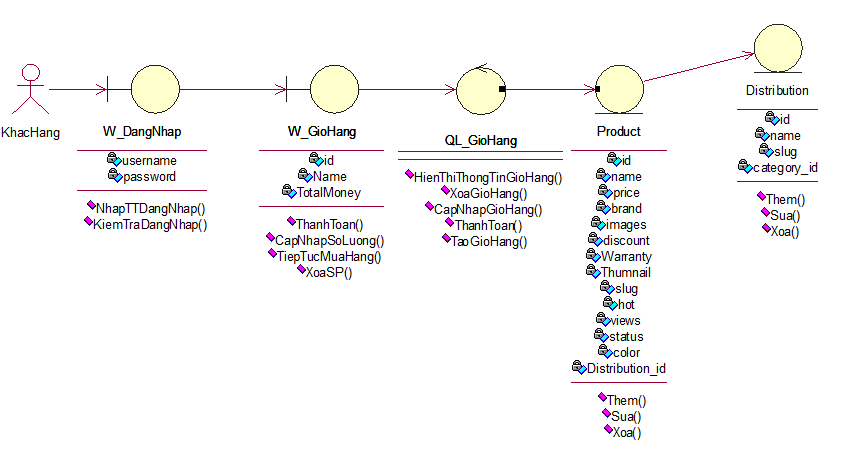 KhacHang
W_DangNhap
username
password
NhapTTDangNhap()
KiemTraDangNhap()
W_GioHang
id
Name
TotalMoney
ThanhToan()
CapNhapSoLuong()
TiepTucMuaHang()
XoaSP()
QL_GioHang
HienThiThongTinGioHang()
XoaGioHang()
CapNhapGioHang()
ThanhToan()
TaoGioHang()
Product
id
name
price
brand
images
discount
Warranty
Thumnail
slug
hot
views
status
color
Distribution_id
Them()
Sua()
Xoa()
Distribution
id
name
slug
category_id
Them()
Sua()
Xoa()